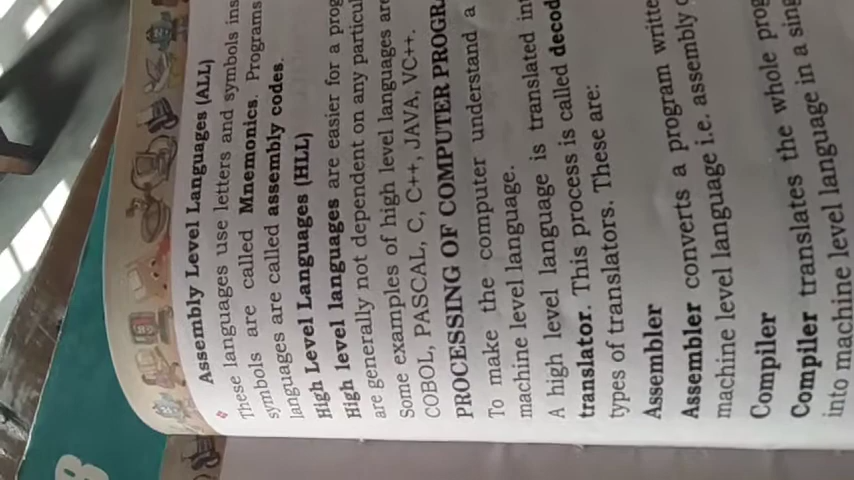 Assembly Level Languages (ALL)
These languages use letters and symbols ins
symbols are called Mnemonics. Programs
languages are called assembly codes.
High Level Languages (HLL)
High level languages are easier for a prog
are generally not dependent on any particul
Some examples of high level languages are
COBOL, PASCAL, C, C++, JAVA, VC++.
PROCESSING OF COMPUTER PROGRA
To make the computer understand a
machine level language.
A high level language is translated in
translator. This process is called decod
types of translators. These are:
Assembler
Assembler converts a program writte
machine level language i.e. assembly
Compiler
Compiler translates the whole prog
into machine level language in a sing
8